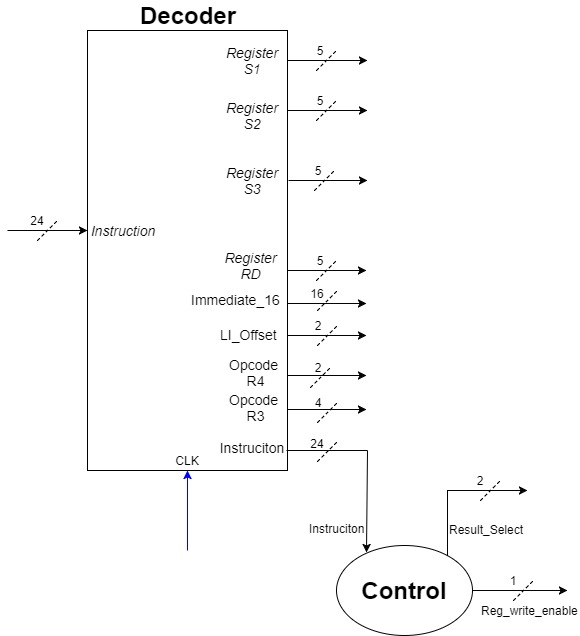 Decoder
Register
S1
5
Register
S2
5
Register
S3
5
24
Instruction
Register
RD
5
Immediate_16
16
LI_Offset
2
Opcode
R4
2
Opcode
R3
4
Instruciton
24
CLK
Instruciton
2
Result_Select
Control
1
Reg_write_enable